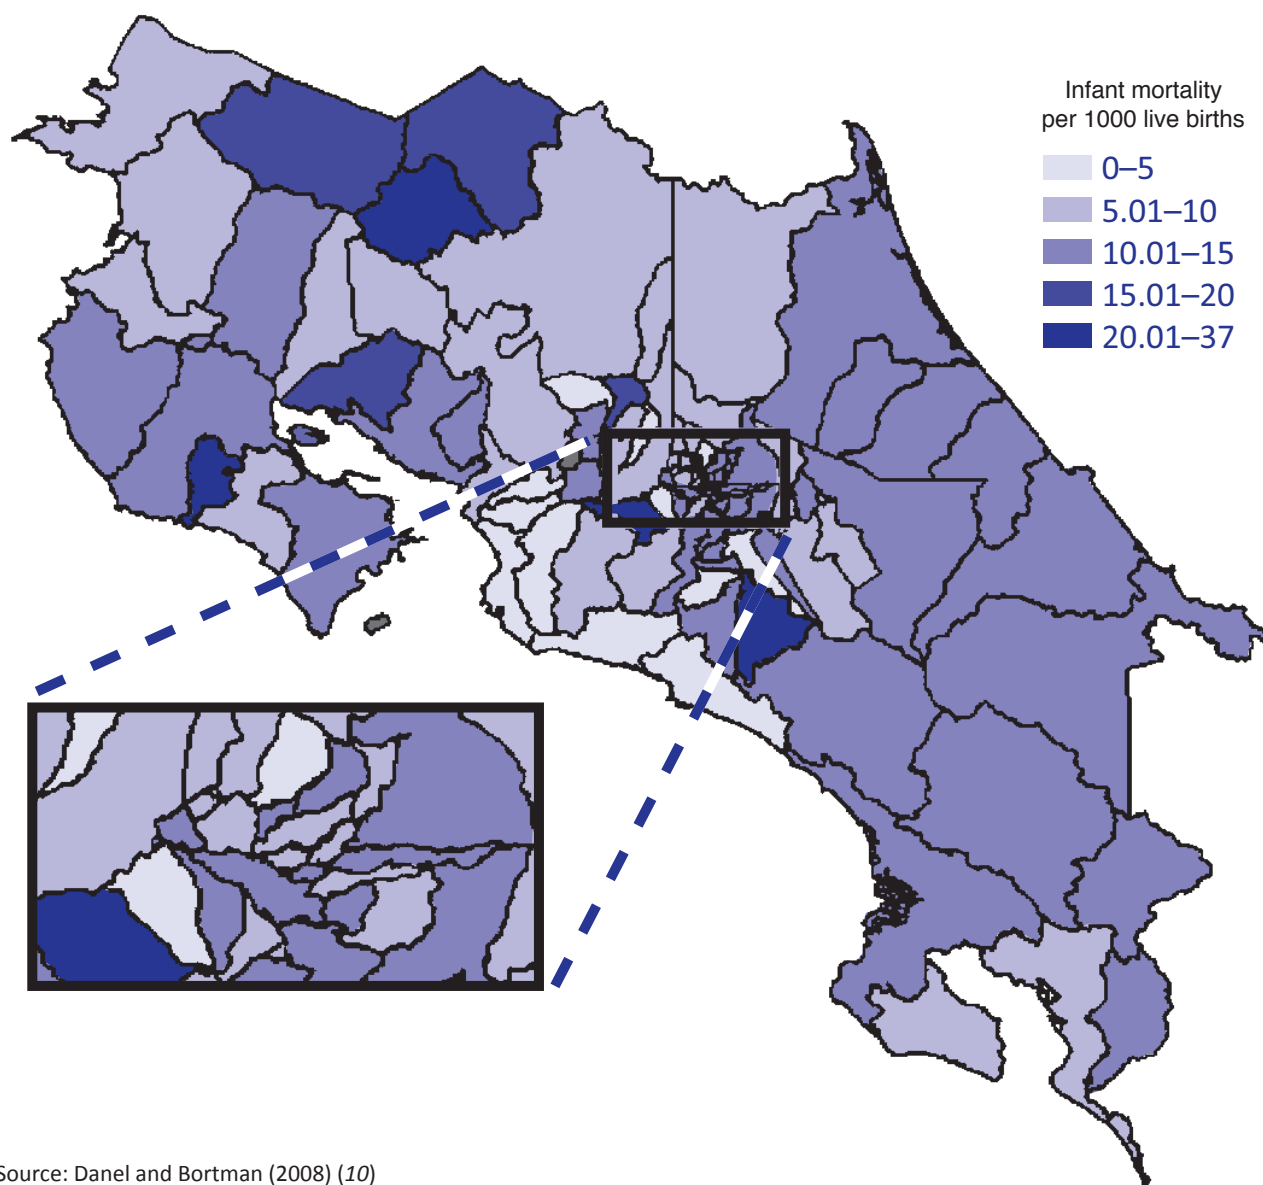 Infant mortality
per 1000 live births
0–5
5.01–10
10.01–15
15.01–20
20.01–37
Source: Danel and Bortman (2008) (10)